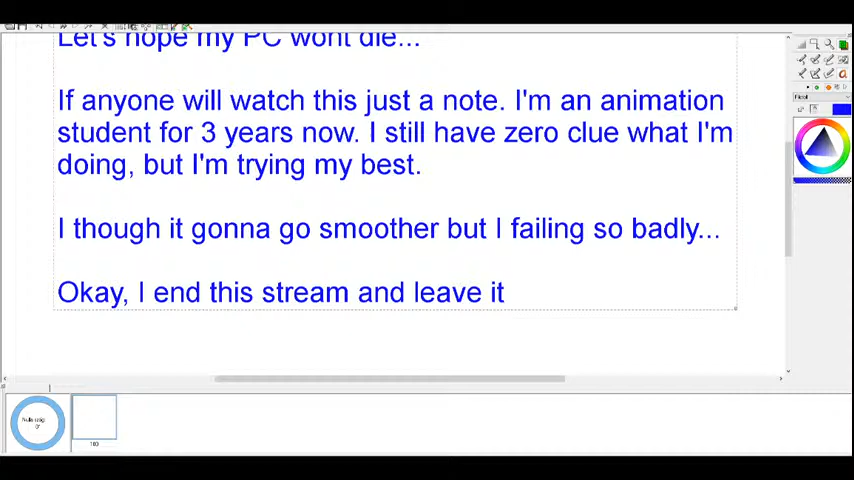 Let's hope my PC wont die...
If anyone will watch this just a note. I'm an animation
student for 3 years now. I still have zero clue what I'm
doing, but I'm trying my best.
I though it gonna go smoother but I failing so badly...
Okay, I end this stream and leave it